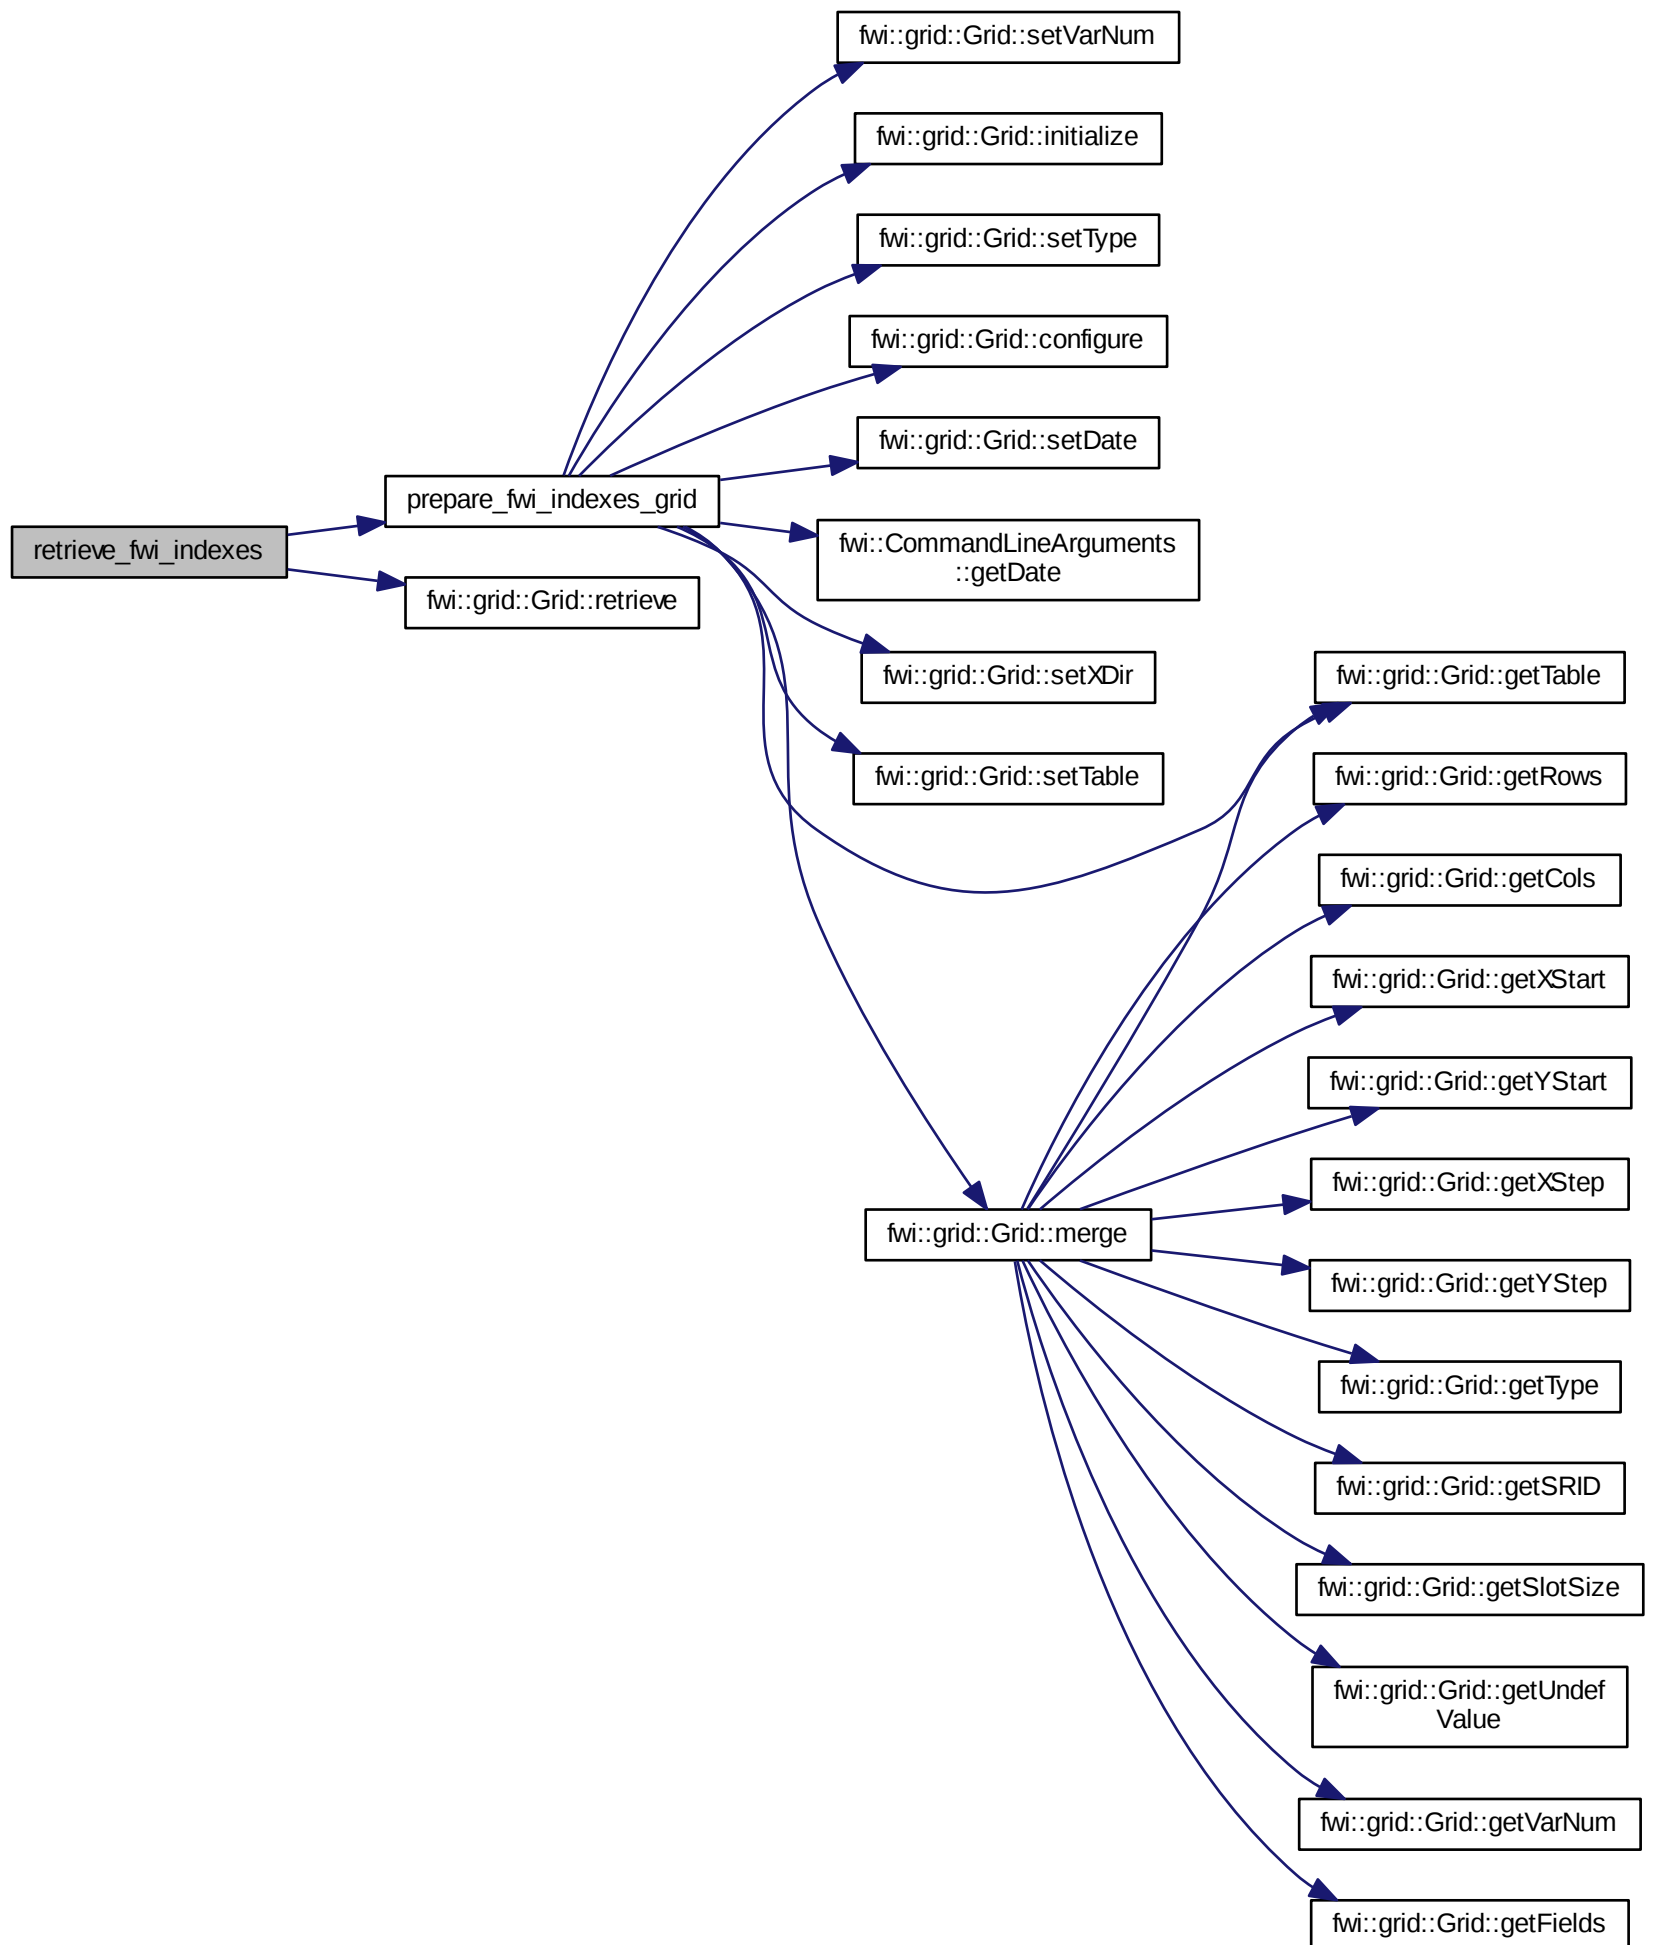 fwi::grid::Grid::setVarNum
fwi::grid::Grid::initialize
fwi::grid::Grid::setType
fwi::grid::Grid::configure
fwi::grid::Grid::setDate
prepare_fwi_indexes_grid
retrieve_fwi_indexes
fwi::CommandLineArguments
::getDate
fwi::grid::Grid::retrieve
fwi::grid::Grid::setXDir
fwi::grid::Grid::getTable
fwi::grid::Grid::setTable
fwi::grid::Grid::getRows
fwi::grid::Grid::getCols
fwi::grid::Grid::getXStart
fwi::grid::Grid::getYStart
fwi::grid::Grid::getXStep
fwi::grid::Grid::merge
fwi::grid::Grid::getYStep
fwi::grid::Grid::getType
fwi::grid::Grid::getSRID
fwi::grid::Grid::getSlotSize
fwi::grid::Grid::getUndef
Value
fwi::grid::Grid::getVarNum
fwi::grid::Grid::getFields